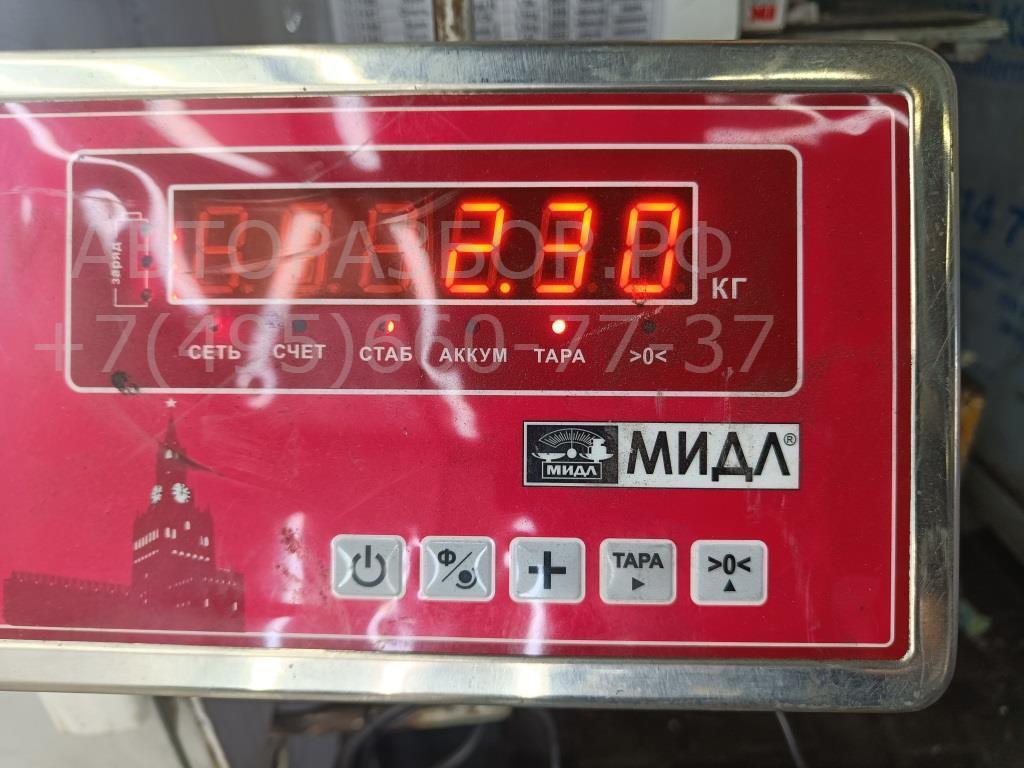 2.30
КГ
заряд
АВТОРАЗБОР.РФ
+7(495)660-77-37
СЕТЬ СЧЕТ СТАБ АККУМ ТАРА >0<
МИДЛ МИДЛ®
Ф ТАРА >0<